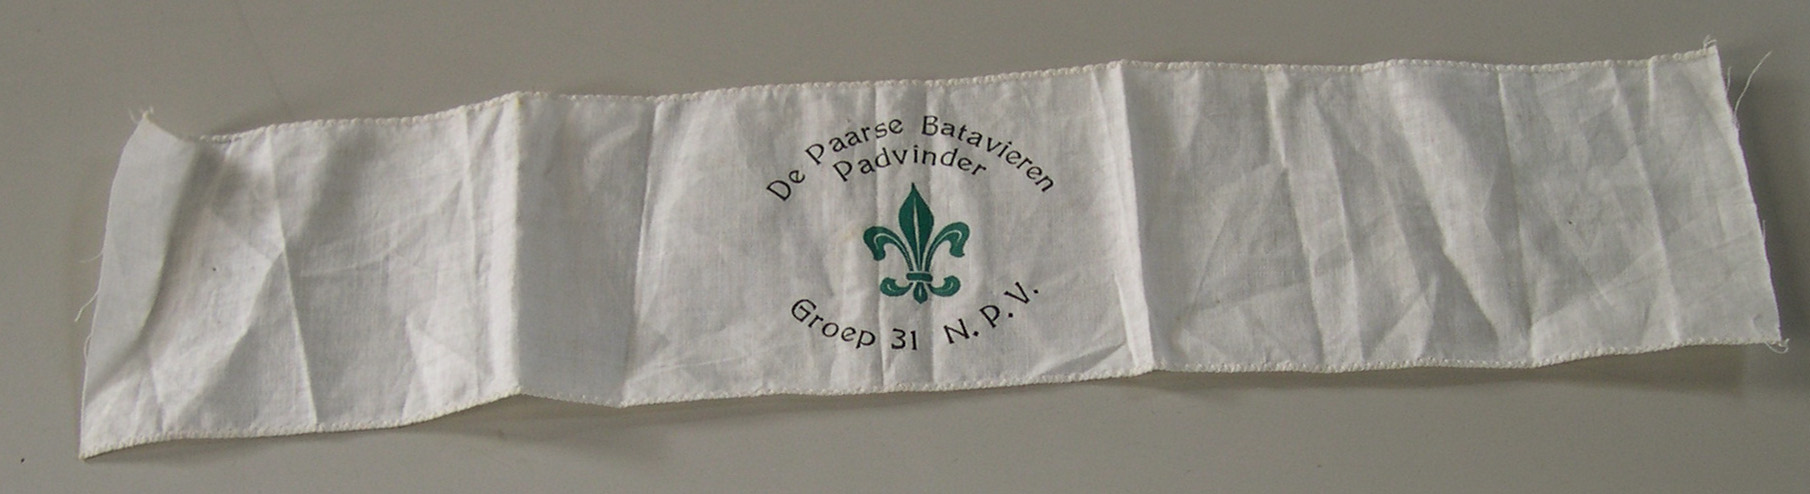 De Paarse Batavieren
Padvinder
Groep 31 N.P.V.